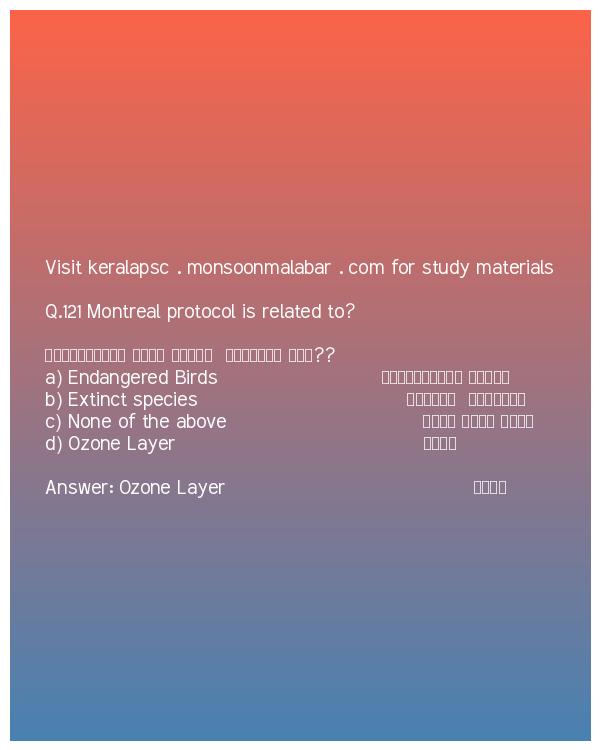 Visit keralapsc . monsoonmalabar . com for study materials
Q.121 Montreal protocol is related to?
??
a) Endangered Birds
b) Extinct species
c) None of the above
d) Ozone Layer
Answer: Ozone Layer